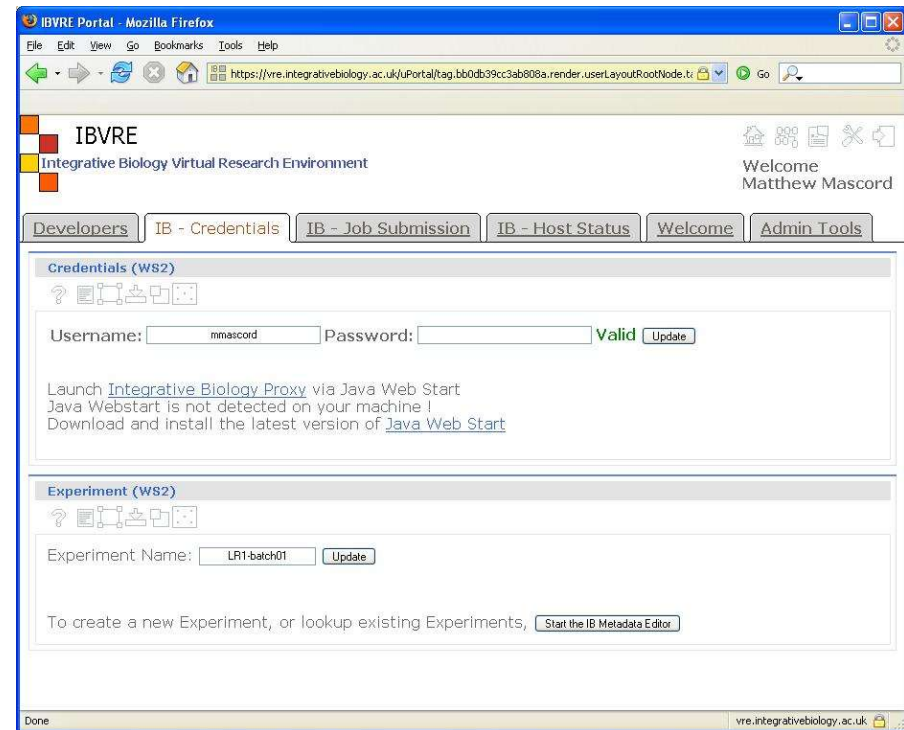 IBVRE Portal - Mozilla Firefox
File Edit View Go Bookmarks Tools Help
https://vre.integrativebiology.ac.uk/uPortal/tag.bb0db39cc3ab808a.render.userLayoutRootNode.ta Go
IBVRE
Integrative Biology Virtual Research Environment
Welcome
Matthew Mascord
Developers IB - Credentials IB - Job Submission IB - Host Status Welcome Admin Tools
Credentials (WS2)
?
Username: mmascord Password: Valid Update
Launch Integrative Biology Proxy via Java Web Start
Java Webstart is not detected on your machine !
Download and install the latest version of Java Web Start
Experiment (WS2)
?
Experiment Name: LR1-batch01 Update
To create a new Experiment, or lookup existing Experiments, Start the IB Metadata Editor
Done vre.integrativebiology.ac.uk